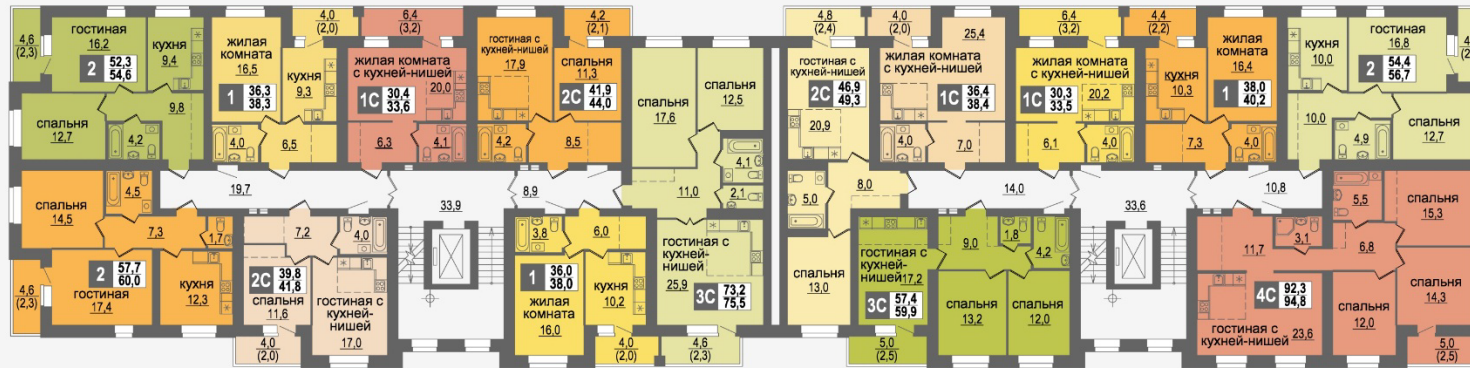 4,6
(2,3)
гостиная
16,2
2
52,3
54,6
кухня
9,4
спальня
12,7
4,2
9,8
4,0
(2,0)
жилая
комната
16,5
1
36,3
38,3
кухня
9,3
4,0
6,5
6,4
(3,2)
жилая комната
с кухней-нишей
20,0
1С
30,4
33,6
6,3
4,1
гостиная с
кухней-нишей
17,9
4,2
(2,1)
спальня
11,3
2С
41,9
44,0
4,2
8,5
спальня
17,6
спальня
12,5
4,1
2,1
11,0
гостиная с
кухней-
нишей
25,9
3С
73,2
75,5
4,6
(2,3)
4,8
(2,4)
гостиная с
кухней-нишей
2С
46,9
49,3
20,9
5,0
8,0
спальня
13,0
4,0
(2,0)
25,4
жилая комната
с кухней-нишей
1С
36,4
38,4
4,0
7,0
6,4
(3,2)
жилая комната
с кухней-нишей
1С
30,3
33,5
20,2
6,1
4,0
4,4
(2,2)
жилая
комната
16,4
кухня
10,3
1
38,0
40,2
7,3
4,0
кухня
10,0
гостиная
16,8
2
54,4
56,7
10,0
4,9
спальня
12,7
19,7
33,9
8,9
14,0
33,6
10,8
спальня
14,5
4,5
7,3
1,7
2
57,7
60,0
гостиная
17,4
кухня
12,3
4,6
(2,3)
7,2
4,0
2С
39,8
41,8
спальня
11,6
гостиная
с кухней-
нишей
17,0
4,0
(2,0)
3,8
6,0
1
36,0
38,0
жилая
комната
16,0
кухня
10,2
4,0
(2,0)
гостиная с
кухней-
нишей17,2
3С
57,4
59,9
9,0
1,8
4,2
спальня
13,2
спальня
12,0
5,0
(2,5)
11,7
3,1
5,5
6,8
спальня
15,3
спальня
14,3
спальня
12,0
4С
92,3
94,8
гостиная с
кухней-нишей 23,6
5,0
(2,5)